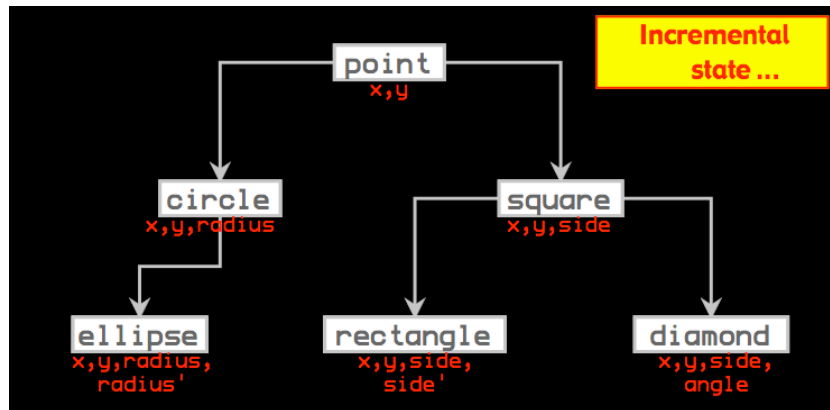 Incremental
state ...
point
x,y
circle
x,y,radius
square
x,y,side
ellipse
x,y,radius,
radius'
rectangle
x,y,side,
side'
diamond
x,y,side,
angle